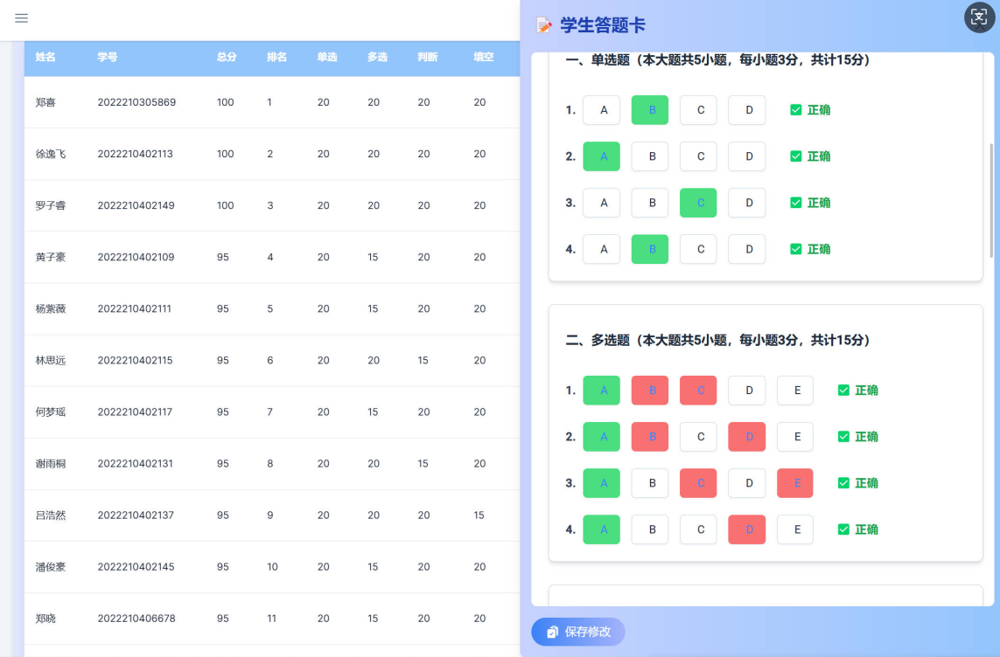 姓名 学号 总分 排名 单选 多选 判断 填空
郑喜 2022210305869 100 1 20 20 20 20
徐逸飞 2022210402113 100 2 20 20 20 20
罗子睿 2022210402149 100 3 20 20 20 20
黄子豪 2022210402109 95 4 20 15 20 20
杨紫薇 2022210402111 95 5 20 15 20 20
林思远 2022210402115 95 6 20 20 15 20
何梦瑶 2022210402117 95 7 20 15 20 20
谢雨桐 2022210402131 95 8 20 20 15 20
吕浩然 2022210402137 95 9 20 20 20 15
潘俊豪 2022210402145 95 10 20 15 20 20
郑晓 2022210406678 95 11 20 15 20 20
学生答题卡
一、单选题（本大题共5小题，每小题3分，共计15分）
1. A B C D 正确
2. A B C D 正确
3. A B C D 正确
4. A B C D 正确
二、多选题（本大题共5小题，每小题3分，共计15分）
1. A B C D E 正确
2. A B C D E 正确
3. A B C D E 正确
4. A B C D E 正确
保存修改